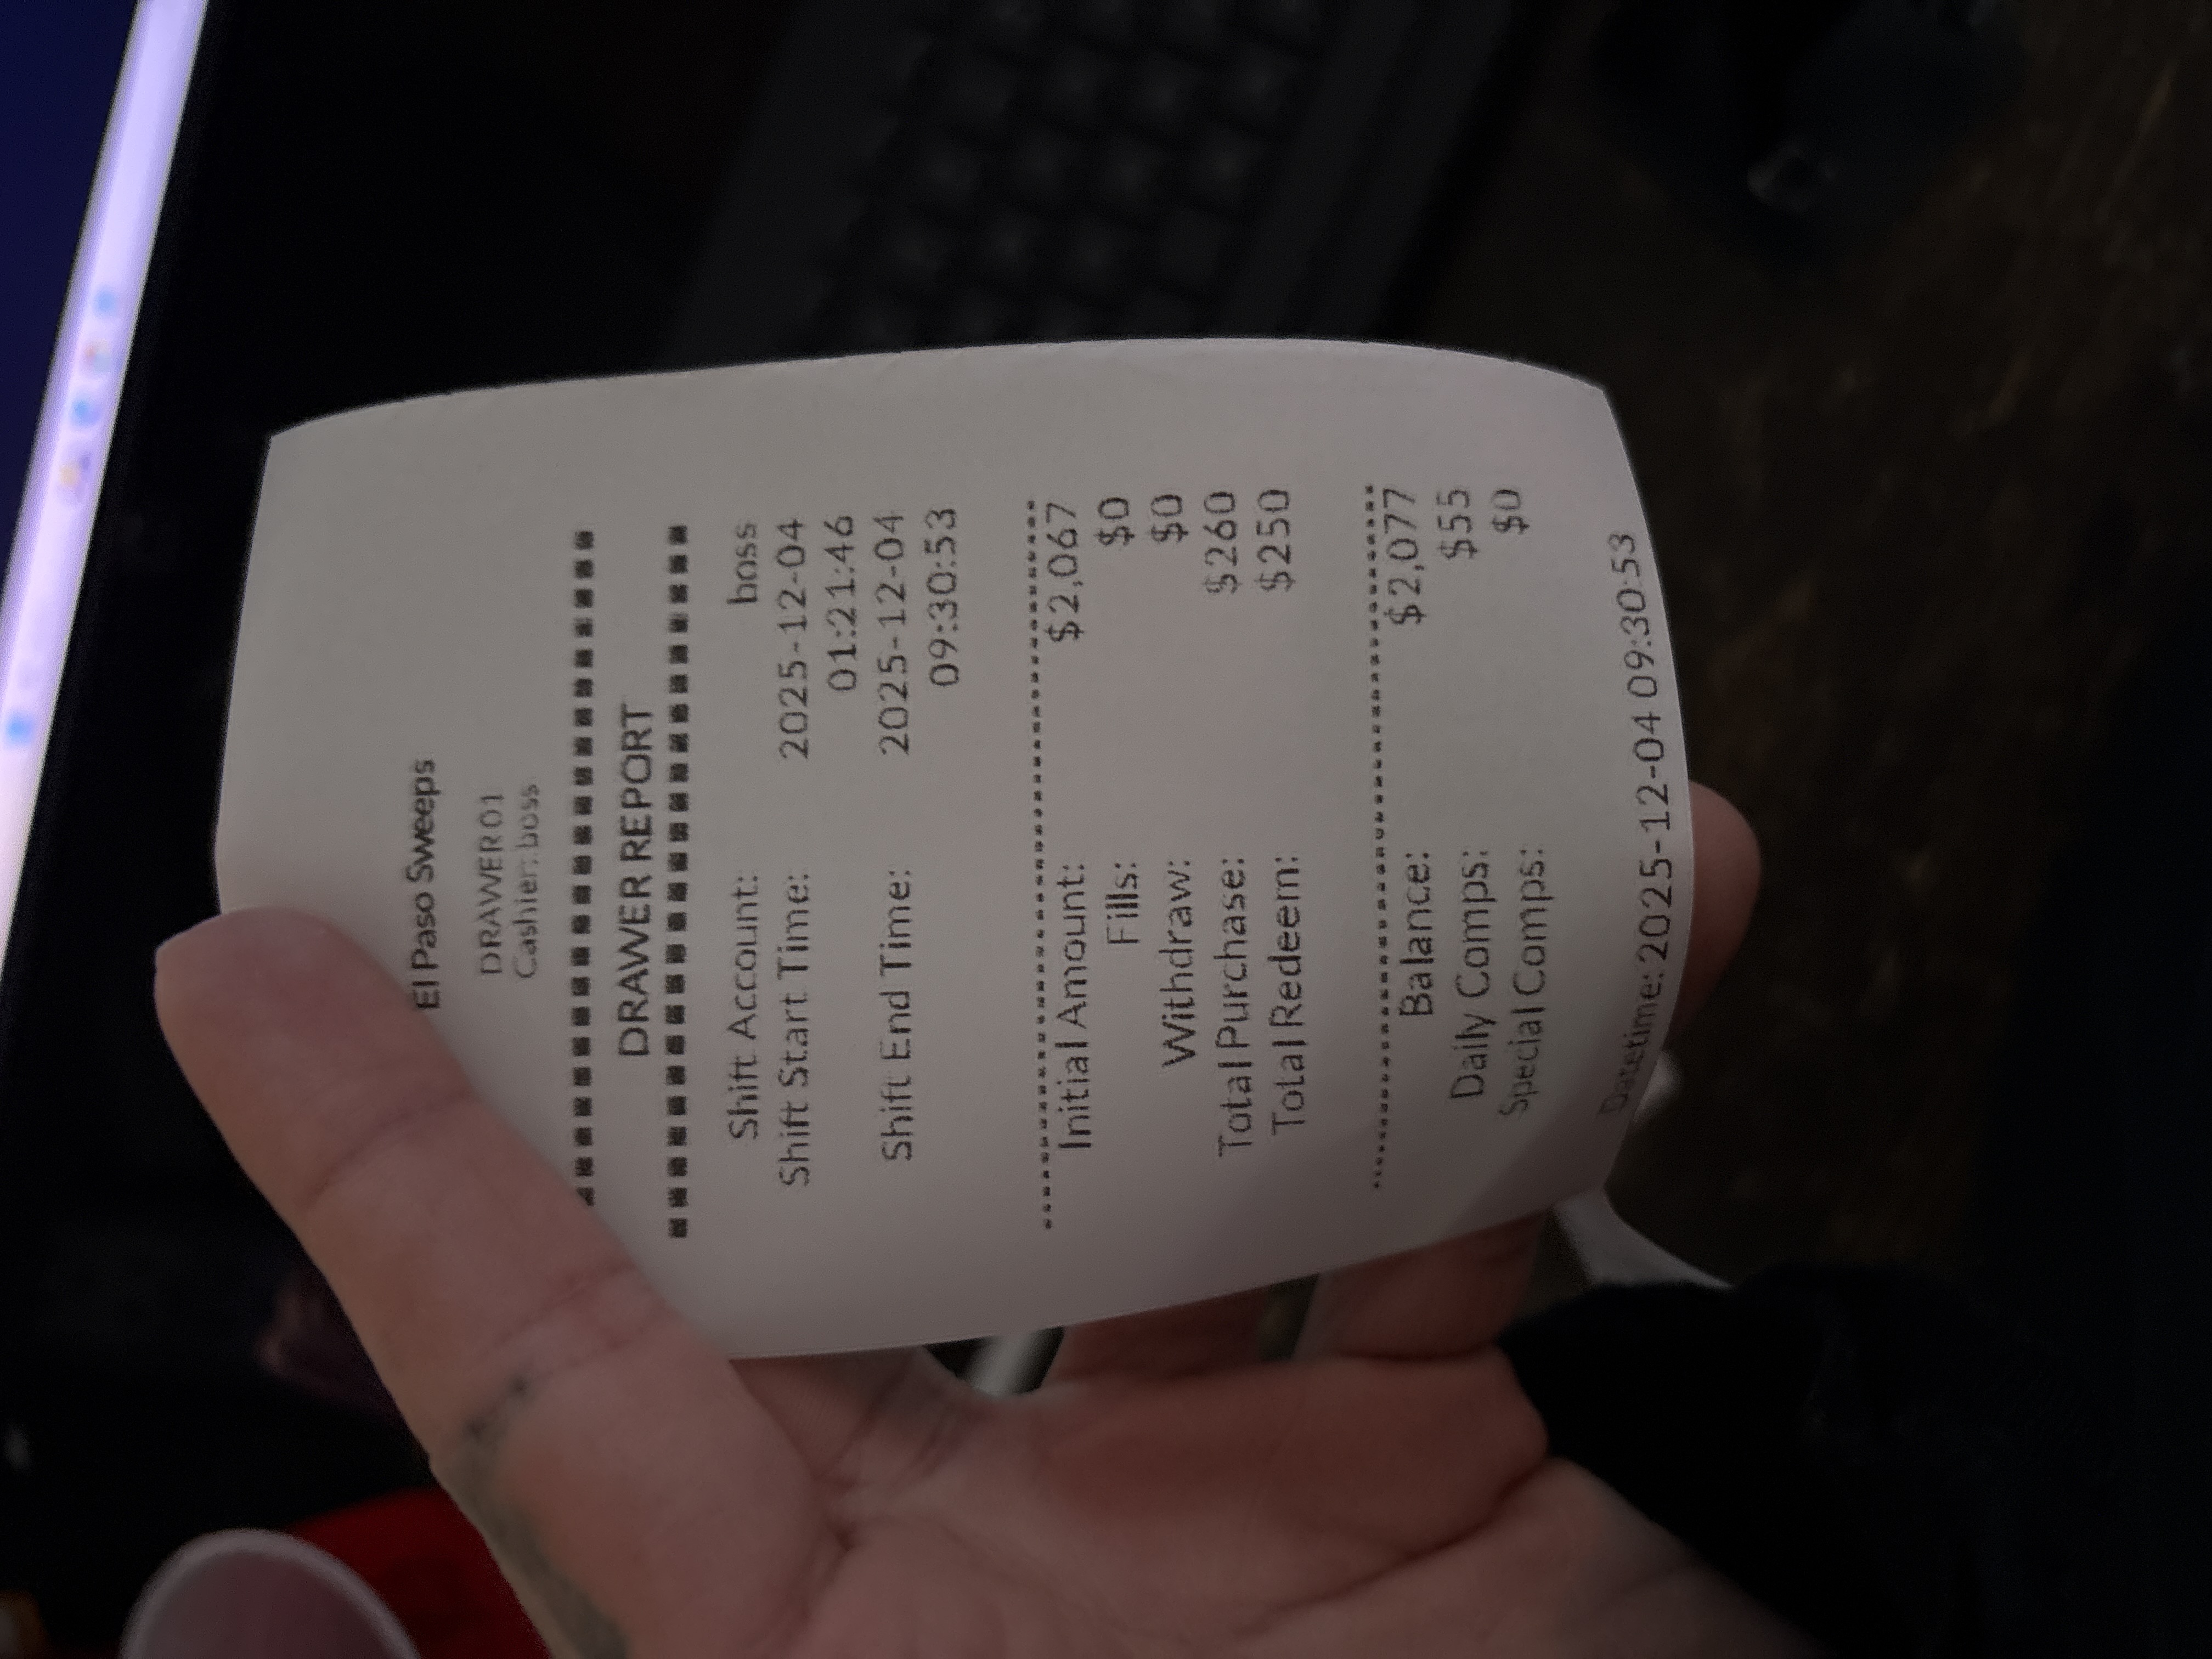 El Paso Sweeps
DRAWER01
Cashier: boss
DRAWER REPORT
Shift Account: boss
Shift Start Time: 2025-12-04
01:21:46
Shift End Time: 2025-12-04
09:30:53
Initial Amount: $2,067
Fills: $0
Withdraw: $0
Total Purchase: $260
Total Redeem: $250
Balance: $2,077
Daily Comps: $55
Special Comps: $0
Datetime: 2025-12-04 09:30:53